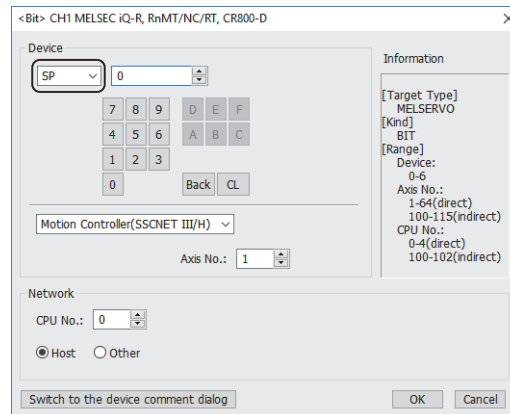 <Bit> CH1 MELSEC iQ-R, RnMT/NC/RT, CR800-D
Device
SP 0
7 8 9 D E F
4 5 6 A B C
1 2 3
0 Back CL
Motion Controller(SSCNET III/H)
Axis No.: 1
Information
[Target Type]
MELSERVO
[Kind]
BIT
[Range]
Device:
0-6
Axis No.:
1-64(direct)
100-115(indirect)
CPU No.:
0-4(direct)
100-102(indirect)
Network
CPU No.: 0
Host Other
Switch to the device comment dialog OK Cancel